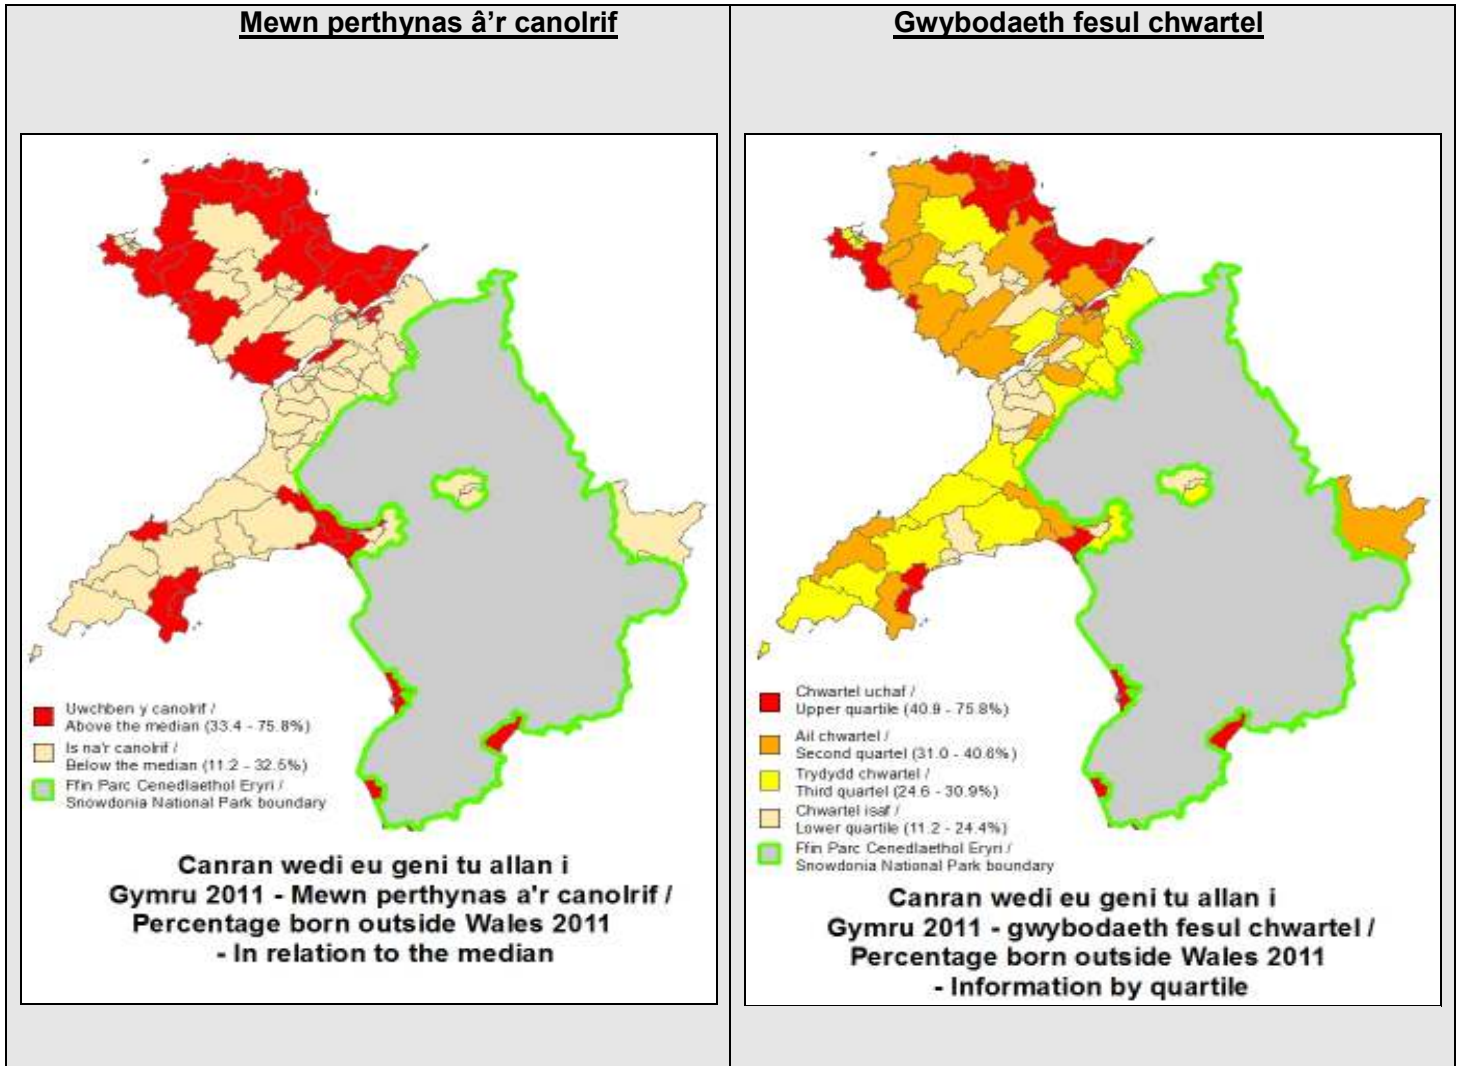 Mewn perthynas â'r canolrif
Uwchben y canolrif /
Above the median (33.4 - 75.8%)
Is na'r canolrif /
Below the median (11.2 - 32.5%)
Ffin Parc Cenedlaethol Eryri /
Snowdonia National Park boundary
Canran wedi eu geni tu allan i
Gymru 2011 - Mewn perthynas a'r canolrif /
Percentage born outside Wales 2011
- In relation to the median
Gwybodaeth fesul chwartel
Chwartel uchaf /
Upper quartile (40.9 - 75.8%)
Ail chwartel /
Second quartel (31.0 - 40.6%)
Trydydd chwartel /
Third quartel (24.6 - 30.9%)
Chwartel isaf /
Lower quartile (11.2 - 24.4%)
Ffin Parc Cenedlaethol Eryri /
Snowdonia National Park boundary
Canran wedi eu geni tu allan i
Gymru 2011 - gwybodaeth fesul chwartel /
Percentage born outside Wales 2011
- Information by quartile